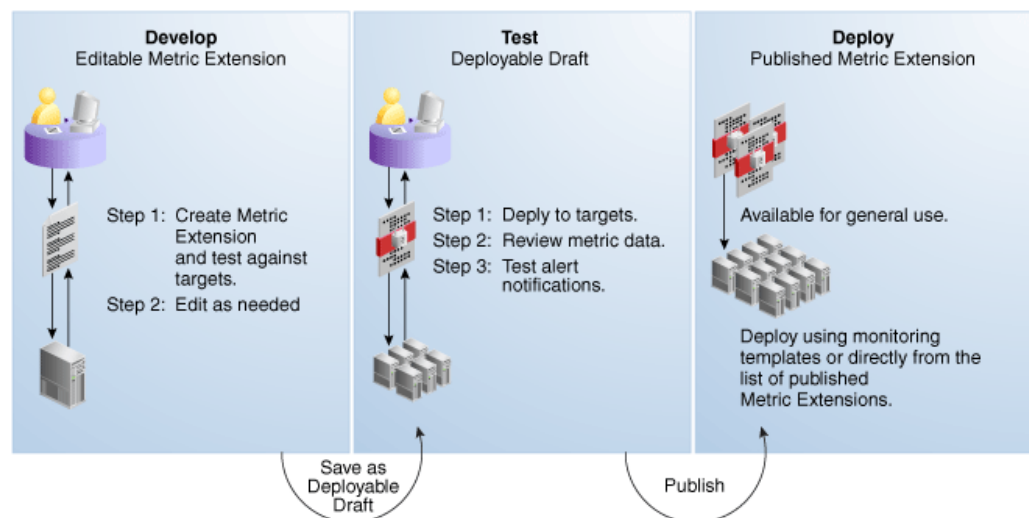 Develop
Editable Metric Extension
Step 1: Create Metric
Extension
and test against
targets.
Step 2: Edit as needed
Test
Deployable Draft
Step 1: Deply to targets.
Step 2: Review metric data.
Step 3: Test alert
notifications.
Deploy
Published Metric Extension
Available for general use.
Deploy using monitoring
templates or directly from the
list of published
Metric Extensions.
Save as
Deployable
Draft
Publish